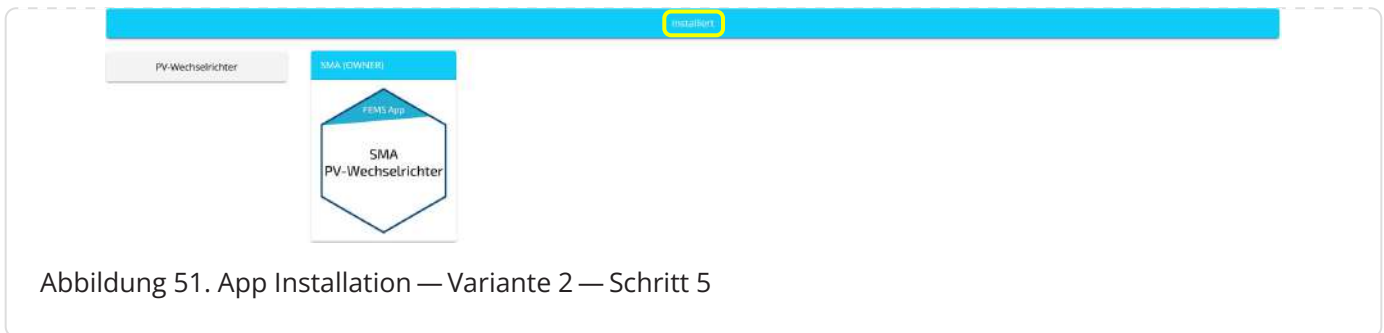 Installiert
PV-Wechselrichter
SMA (OWNER)
FEMS App
SMA
PV-Wechselrichter
Abbildung 51. App Installation — Variante 2 — Schritt 5